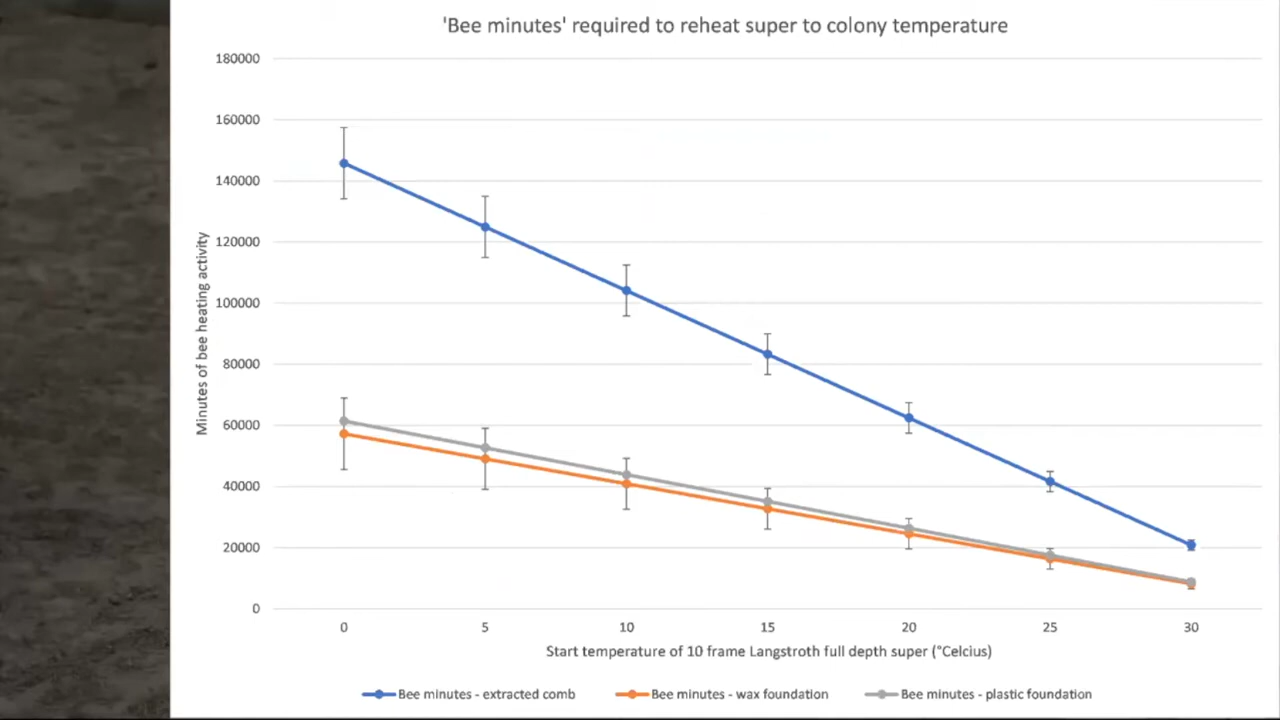 'Bee minutes' required to reheat super to colony temperature
180000
160000
140000
120000
100000
80000
60000
40000
20000
0
Minutes of bee heating activity
0 5 10 15 20 25 30
Start temperature of 10 frame Langstroth full depth super (°Celcius)
Bee minutes - extracted comb Bee minutes - wax foundation Bee minutes - plastic foundation